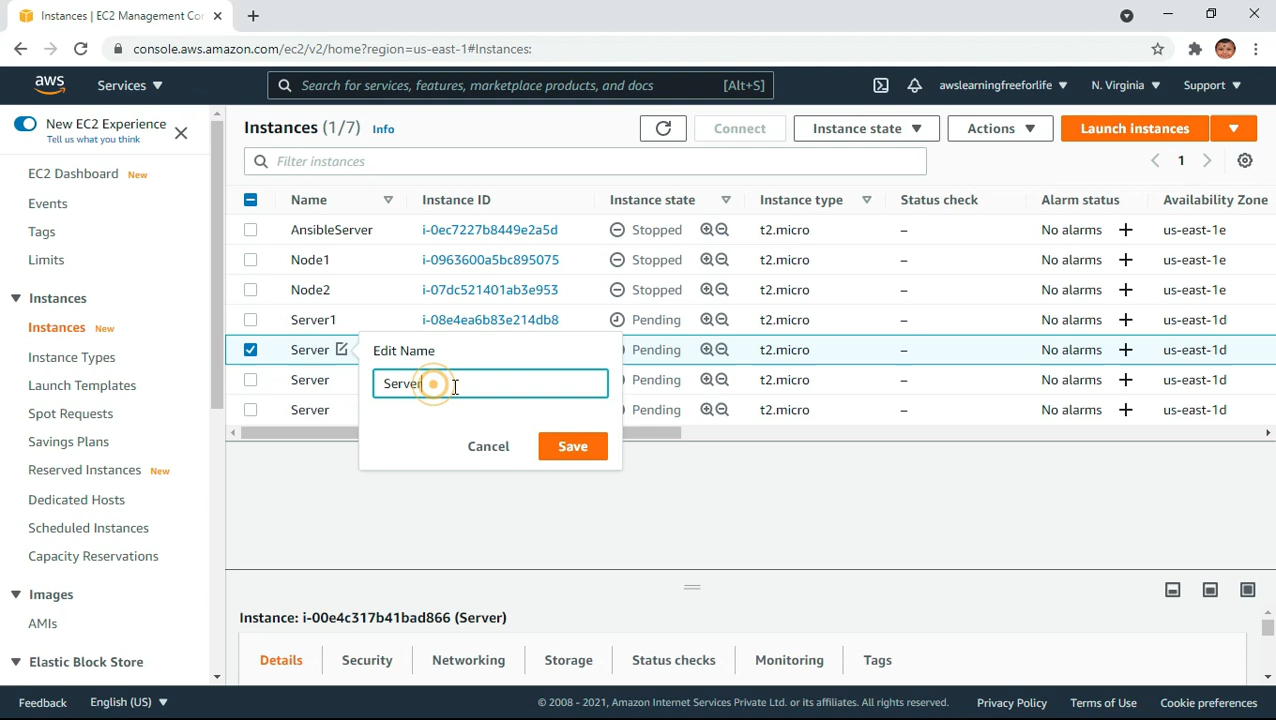 Instances | EC2 Management Con
console.aws.amazon.com/ec2/v2/home?region=us-east-1#Instances:
aws Services Search for services, features, marketplace products, and docs [Alt+S] awslearningfreeforlife N. Virginia Support
New EC2 Experience
Tell us what you think
EC2 Dashboard New
Events
Tags
Limits
Instances
Instances New
Instance Types
Launch Templates
Spot Requests
Savings Plans
Reserved Instances New
Dedicated Hosts
Scheduled Instances
Capacity Reservations
Images
AMIs
Elastic Block Store
Instances (1/7) Info Connect Instance state Actions Launch instances
Filter instances 1
Name Instance ID Instance state Instance type Status check Alarm status Availability Zone
AnsibleServer i-0ec7227b8449e2a5d Stopped t2.micro – No alarms + us-east-1e
Node1 i-0963600a5bc895075 Stopped t2.micro – No alarms + us-east-1e
Node2 i-07dc521401ab3e953 Stopped t2.micro – No alarms + us-east-1e
Server1 i-08e4ea6b83e214db8 Pending t2.micro – No alarms + us-east-1d
Server Pending t2.micro – No alarms + us-east-1d
Server Pending t2.micro – No alarms + us-east-1d
Server Pending t2.micro – No alarms + us-east-1d
Edit Name
Server
Cancel Save
Instance: i-00e4c317b41bad866 (Server)
Details Security Networking Storage Status checks Monitoring Tags
Feedback English (US) © 2008 - 2021, Amazon Internet Services Private Ltd. or its affiliates. All rights reserved. Privacy Policy Terms of Use Cookie preferences